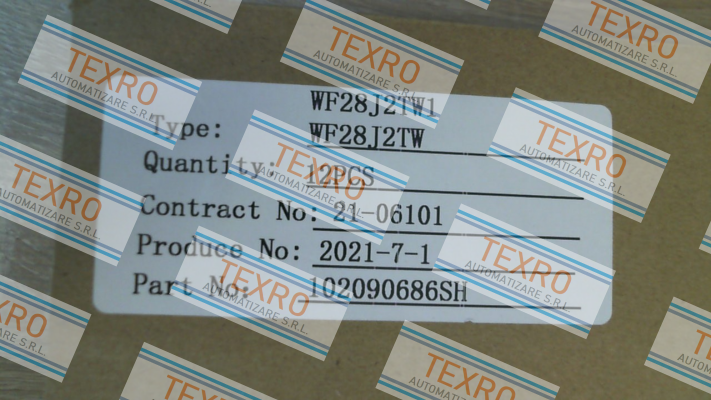 WF28J2TW1
Type: WF28J2TW
Quantity: 12PCS
Contract No: 21-06101
Produce No: 2021-7-1
Part No: 102090686SH
TEXRO
AUTOMATIZARE S.R.L.